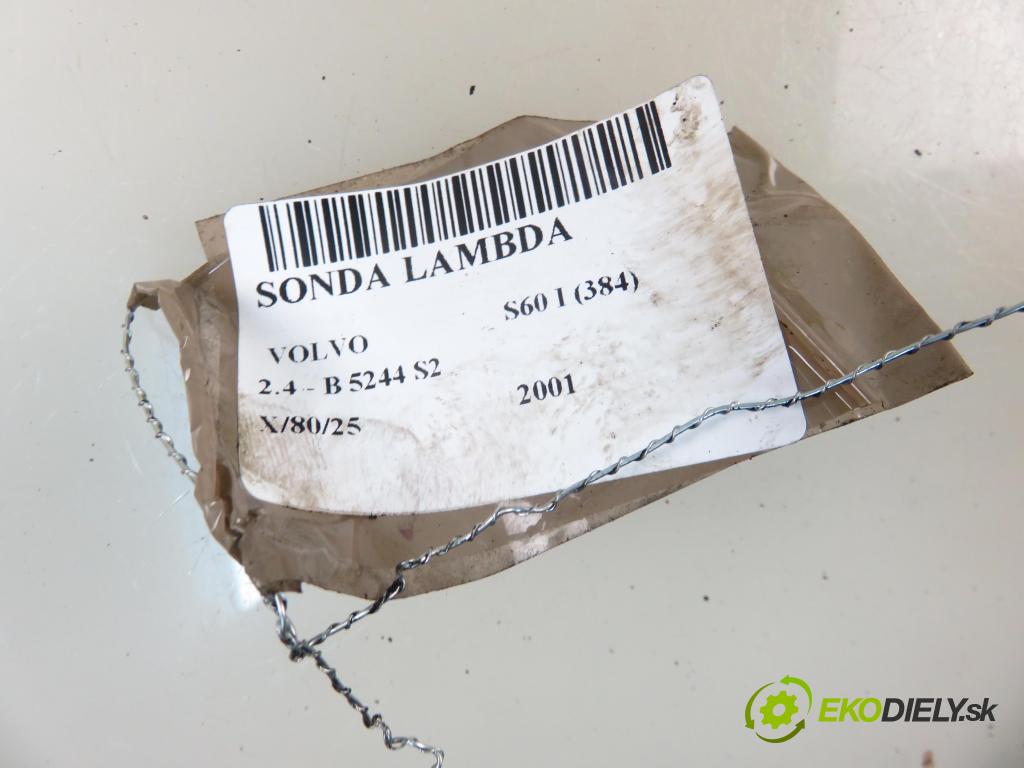 SONDA LAMBDA
S60 I (384)
VOLVO
2.4 - B 5244 S2
2001
X/80/25
EKODIELY.sk